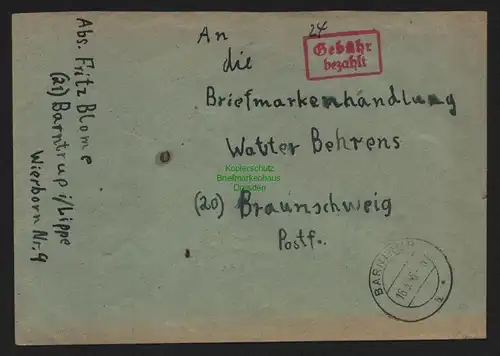 Abs. Fritz Blome
(21) Barntrup i/Lippe
Wierborn Nr. 9
An
24
Gebühr
bezahlt
die
Briefmarkenhandlung
Walter Behrens
Kopierschutz
Briefmarkenhaus
Dresden
(20) Braunschweig
Postf.